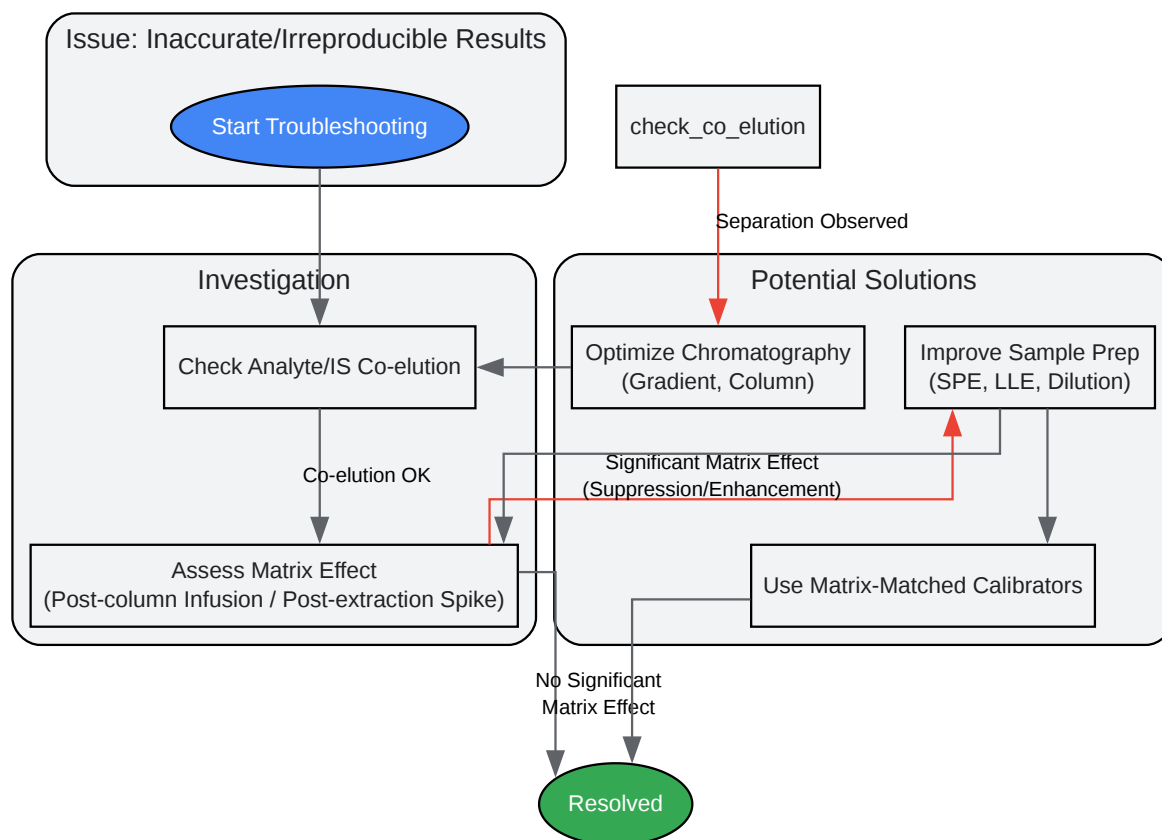 Issue: Inaccurate/Irreproducible Results
Start Troubleshooting
check_co_elution
Separation Observed
Investigation
Potential Solutions
Check Analyte/IS Co-elution
Optimize Chromatography
(Gradient, Column)
Improve Sample Prep
(SPE, LLE, Dilution)
Co-elution OK
Significant Matrix Effect
(Suppression/Enhancement)
Assess Matrix Effect
(Post-column Infusion / Post-extraction Spike)
Use Matrix-Matched Calibrators
No Significant
Matrix Effect
Resolved